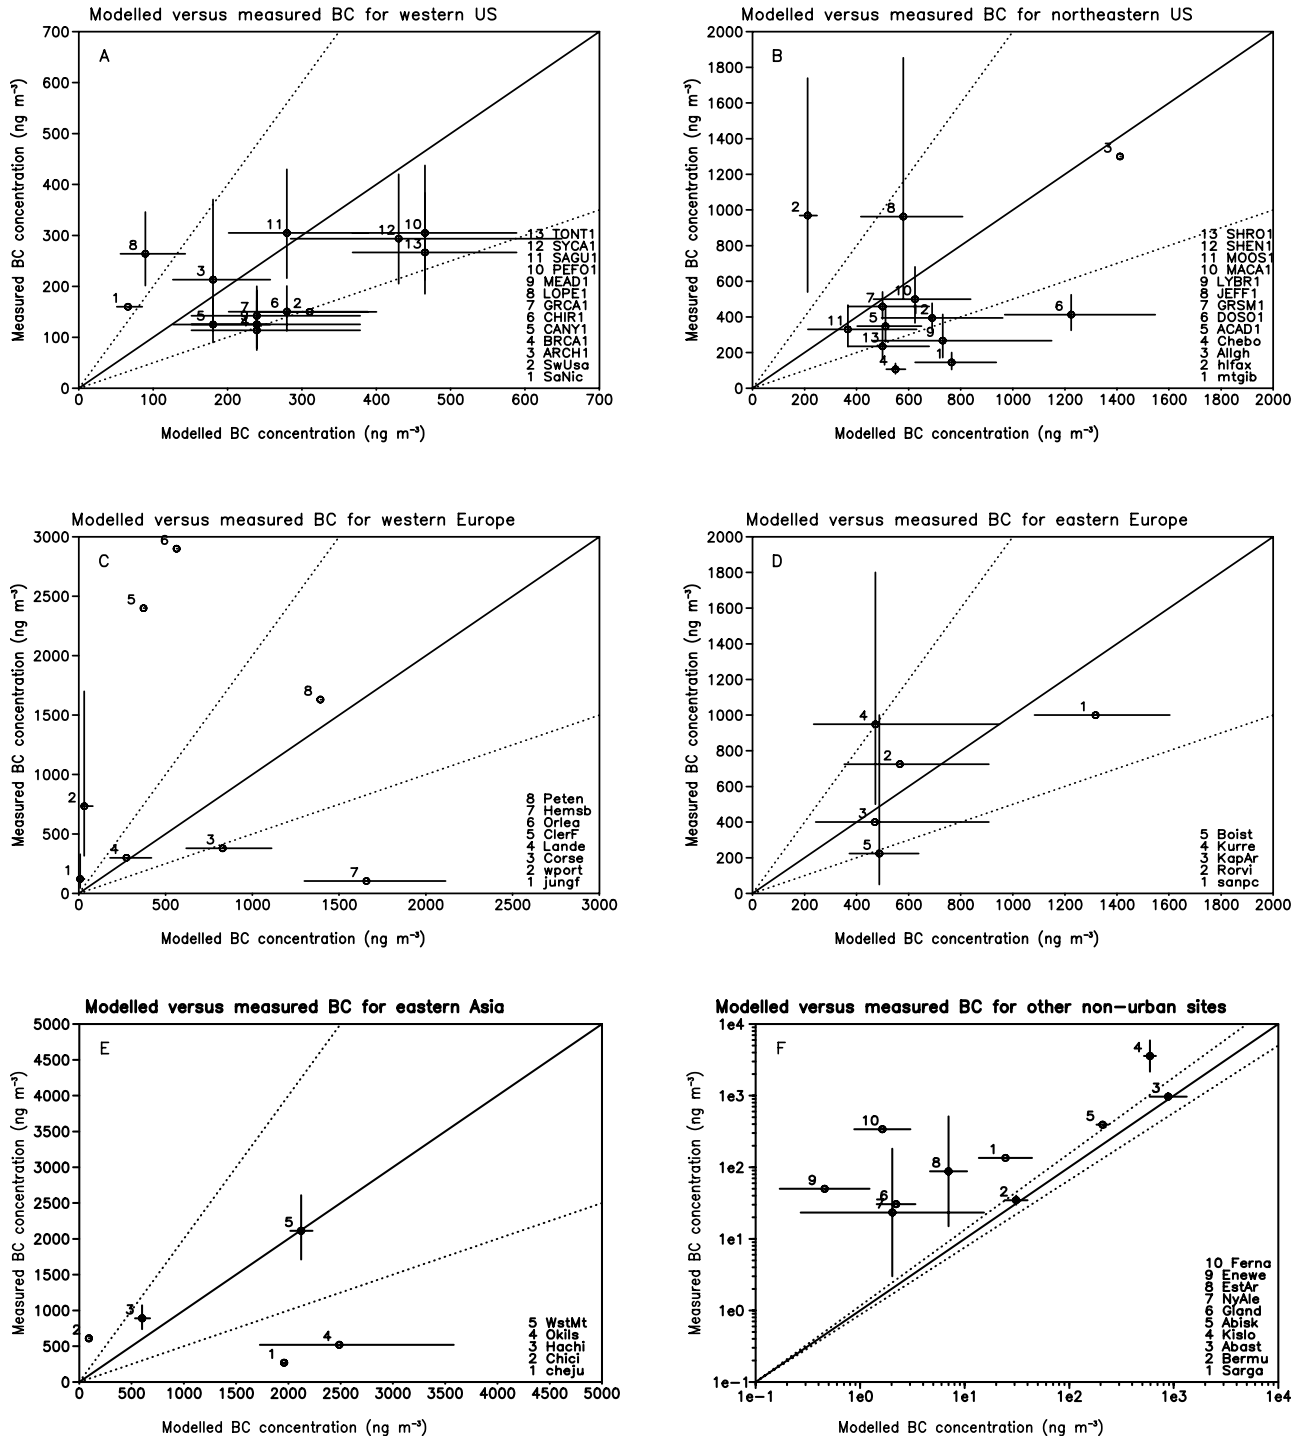 Modelled versus measured BC for western US
A
Measured BC concentration (ng m⁻³)
700
600
500
400
300
200
100
0
0 100 200 300 400 500 600 700
Modelled BC concentration (ng m⁻³)
8
1
3
5
7
11
6
2
12
10
13
13 TONT1
12 SYCA1
11 SAGU1
10 PEFO1
9 MEAD1
8 LOPE1
7 GRCA1
6 CHIR1
5 CANY1
4 BRCA1
3 ARCH1
2 SwUsa
1 SaNic
Modelled versus measured BC for northeastern US
B
Measured BC concentration (ng m⁻³)
2000
1800
1600
1400
1200
1000
800
600
400
200
0
0 200 400 600 800 1000 1200 1400 1600 1800 2000
Modelled BC concentration (ng m⁻³)
2
8
3
7
10
5
11
13
4
9
1
6
13 SHRO1
12 SHEN1
11 MOOS1
10 MACA1
9 LYBR1
8 JEFF1
7 GRSM1
6 DOSO1
5 ACAD1
4 Chebo
3 Allgh
2 hlfax
1 mtgib
Modelled versus measured BC for western Europe
C
Measured BC concentration (ng m⁻³)
3000
2500
2000
1500
1000
500
0
0 500 1000 1500 2000 2500 3000
Modelled BC concentration (ng m⁻³)
6
5
8
2
4
3
1
7
8 Peten
7 Hemsb
6 Orlea
5 ClerF
4 Lande
3 Corse
2 wport
1 jungf
Modelled versus measured BC for eastern Europe
D
Measured BC concentration (ng m⁻³)
2000
1800
1600
1400
1200
1000
800
600
400
200
0
0 200 400 600 800 1000 1200 1400 1600 1800 2000
Modelled BC concentration (ng m⁻³)
4
1
2
3
5
5 Boist
4 Kurre
3 KapAr
2 Rorvi
1 sanpc
Modelled versus measured BC for eastern Asia
E
Measured BC concentration (ng m⁻³)
5000
4500
4000
3500
3000
2500
2000
1500
1000
500
0
0 500 1000 1500 2000 2500 3000 3500 4000 4500 5000
Modelled BC concentration (ng m⁻³)
5
3
2
4
1
5 WstMt
4 Okils
3 Hachi
2 Chici
1 cheju
Modelled versus measured BC for other non-urban sites
F
Measured BC concentration (ng m⁻³)
1e4
1e3
1e2
1e1
1e0
1e-1
1e-1 1e0 1e1 1e2 1e3 1e4
Modelled BC concentration (ng m⁻³)
4
3
5
10
1
8
9
6
7
2
10 Ferna
9 Enewe
8 EstAr
7 NyAle
6 Gland
5 Abisk
4 Kislo
3 Abast
2 Bermu
1 Sarga